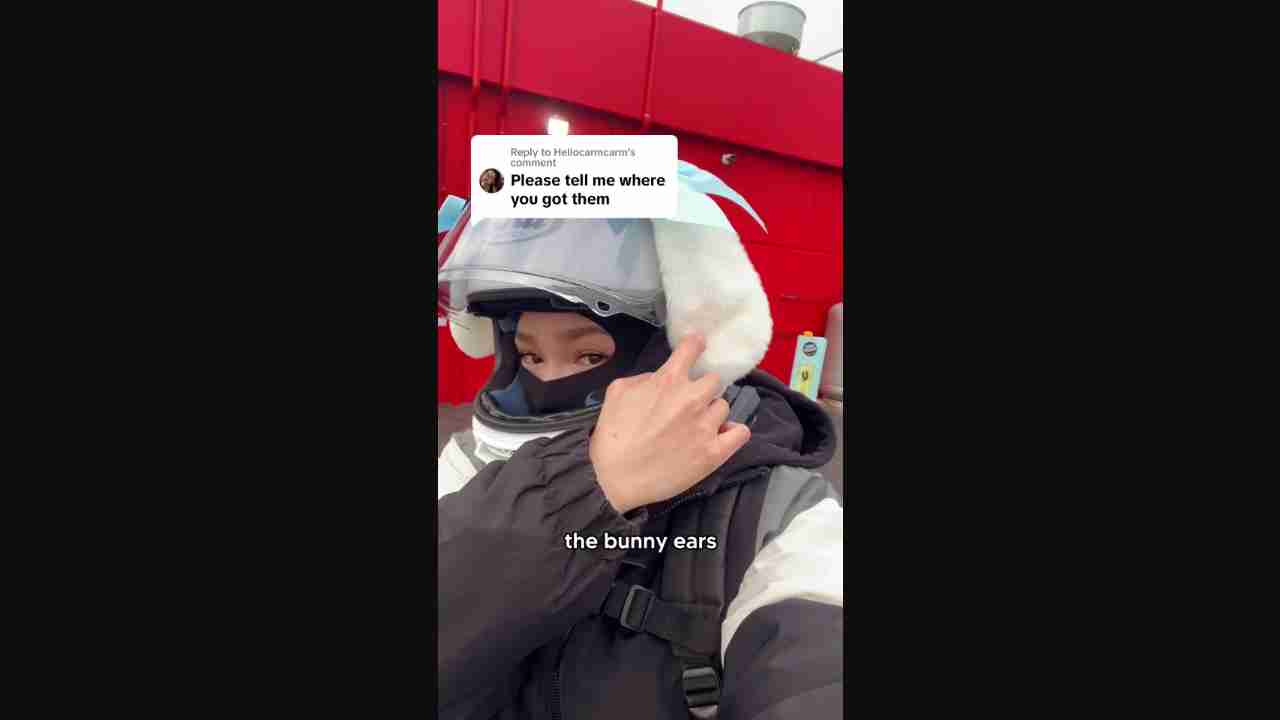 Reply to Hellocarmcarm's
comment
Please tell me where
you got them
the bunny ears